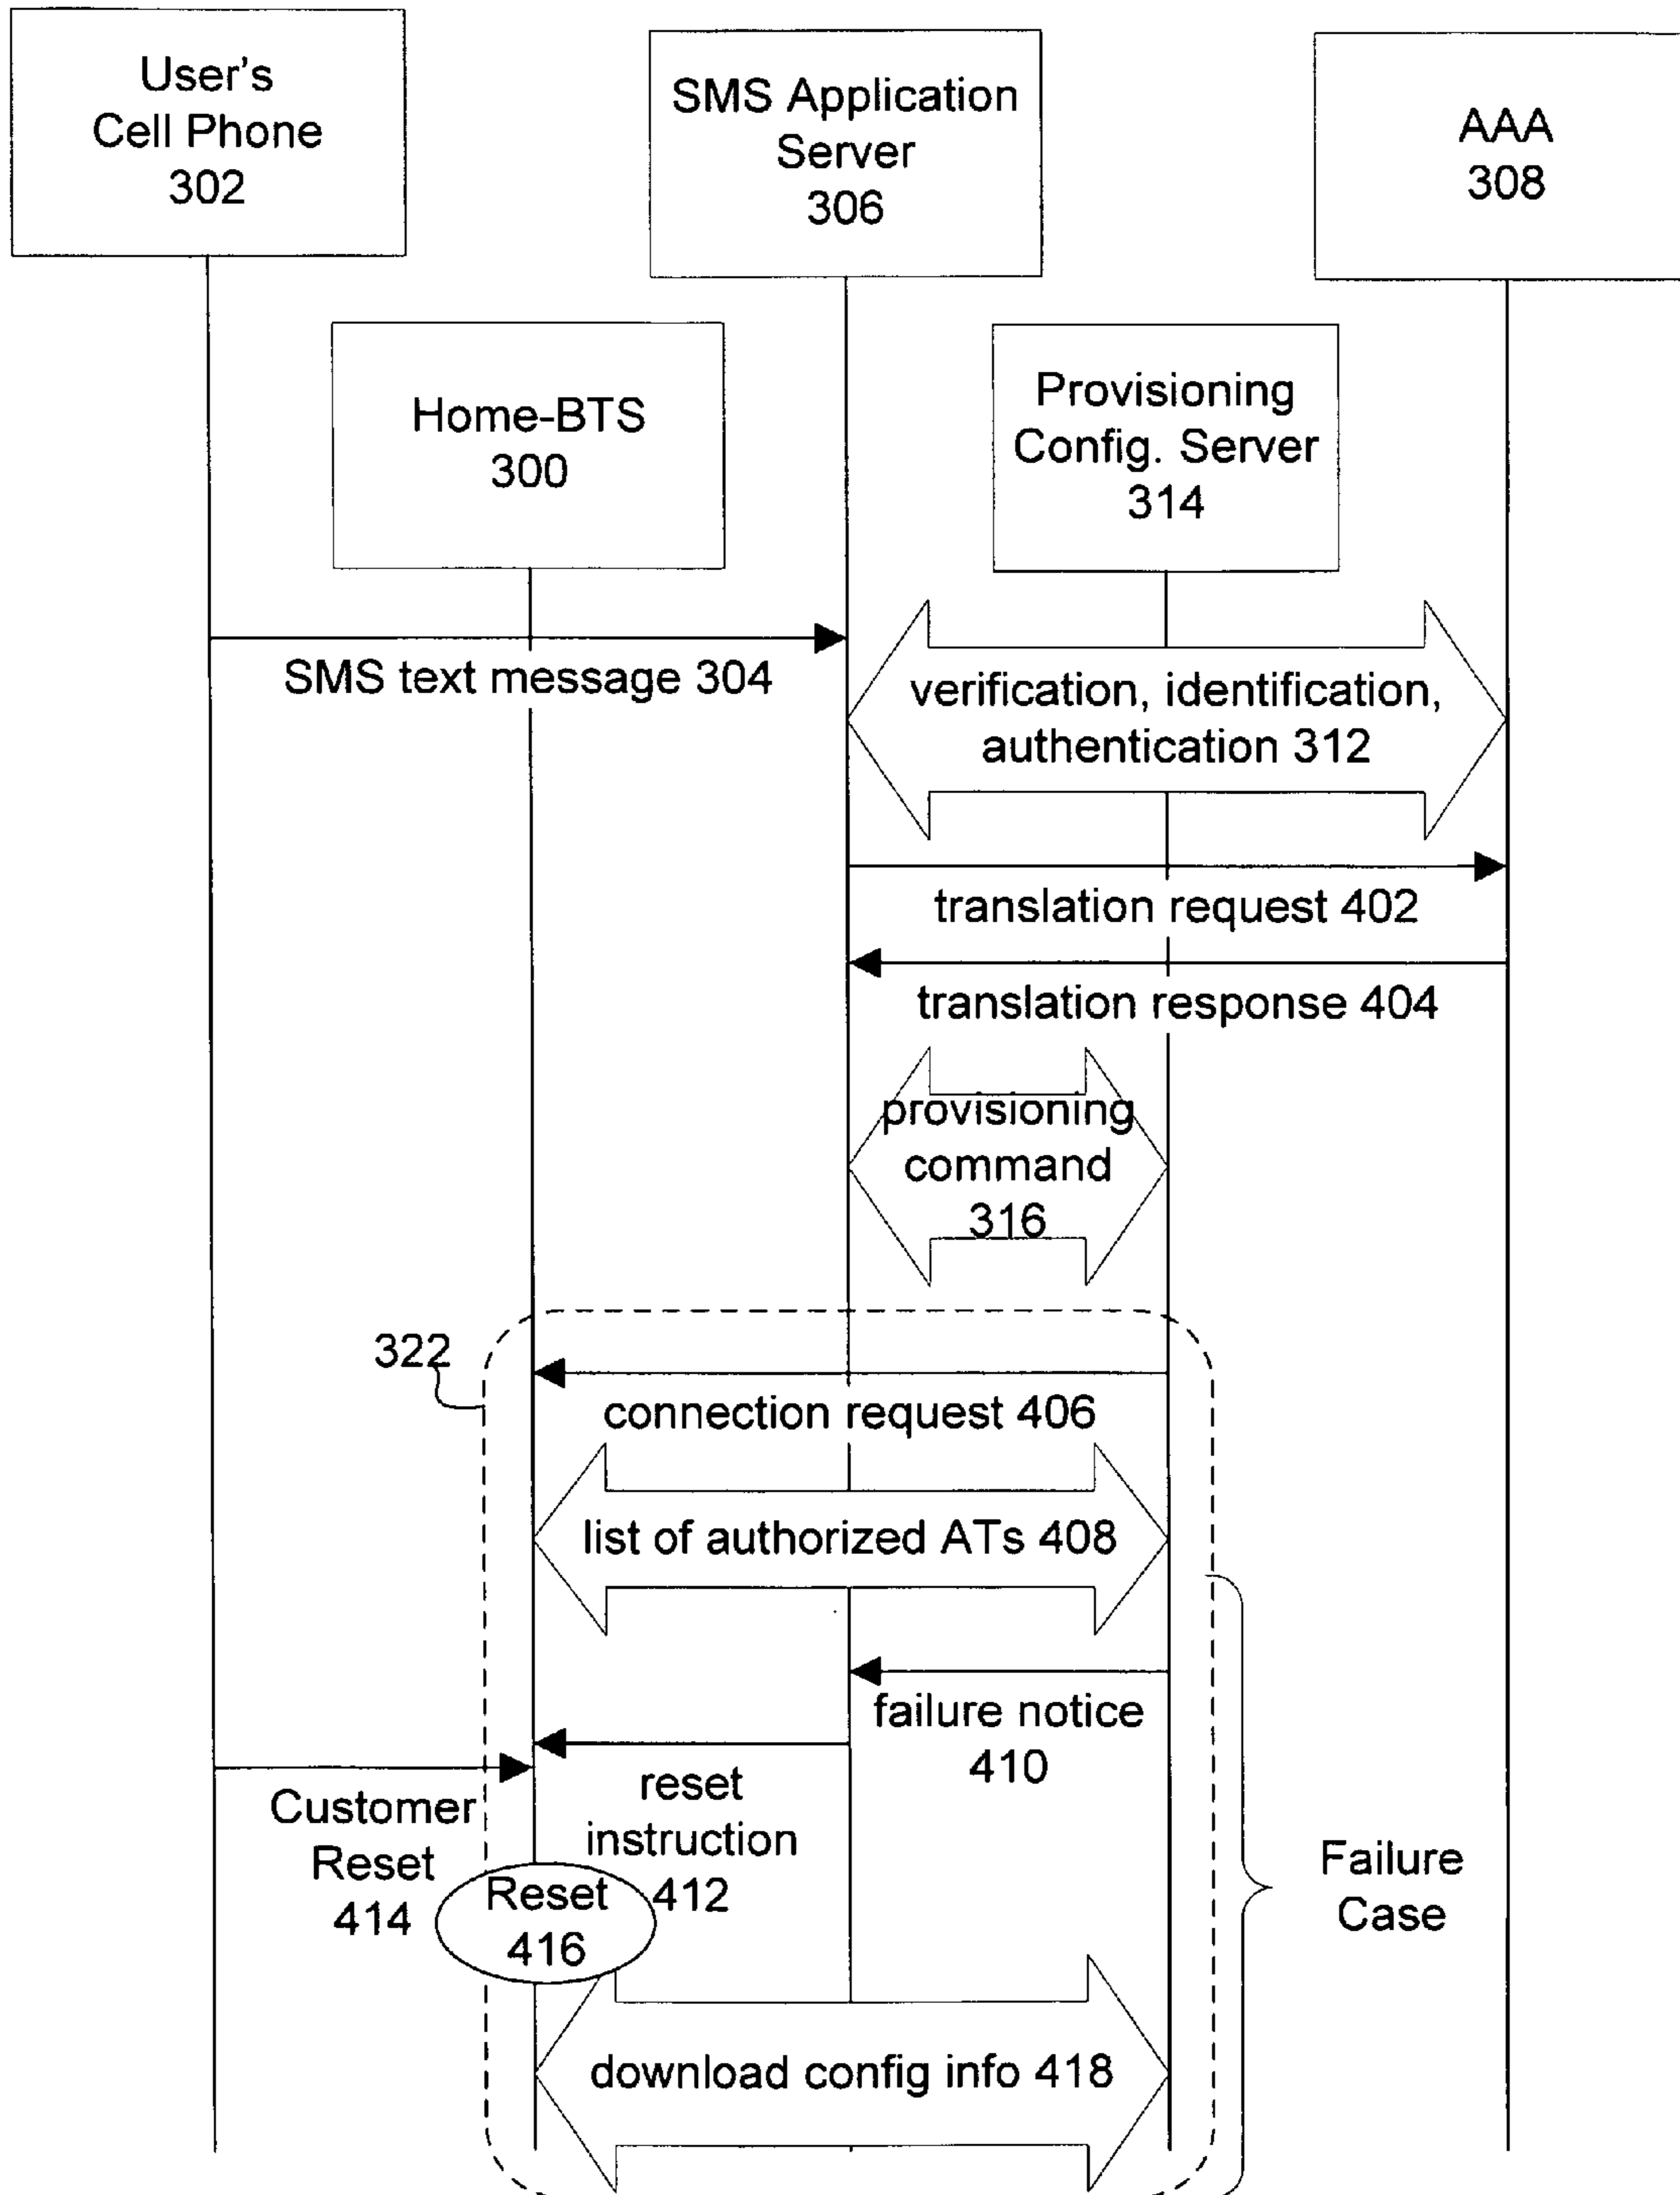 User's
Cell Phone
302
SMS Application
Server
306
AAA
308
Home-BTS
300
Provisioning
Config. Server
314
SMS text message 304
verification, identification,
authentication 312
translation request 402
translation response 404
provisioning
command
316
322
connection request 406
list of authorized ATs 408
failure notice
410
reset
instruction
412
Customer
Reset
414
Reset
416
Failure
Case
download config info 418